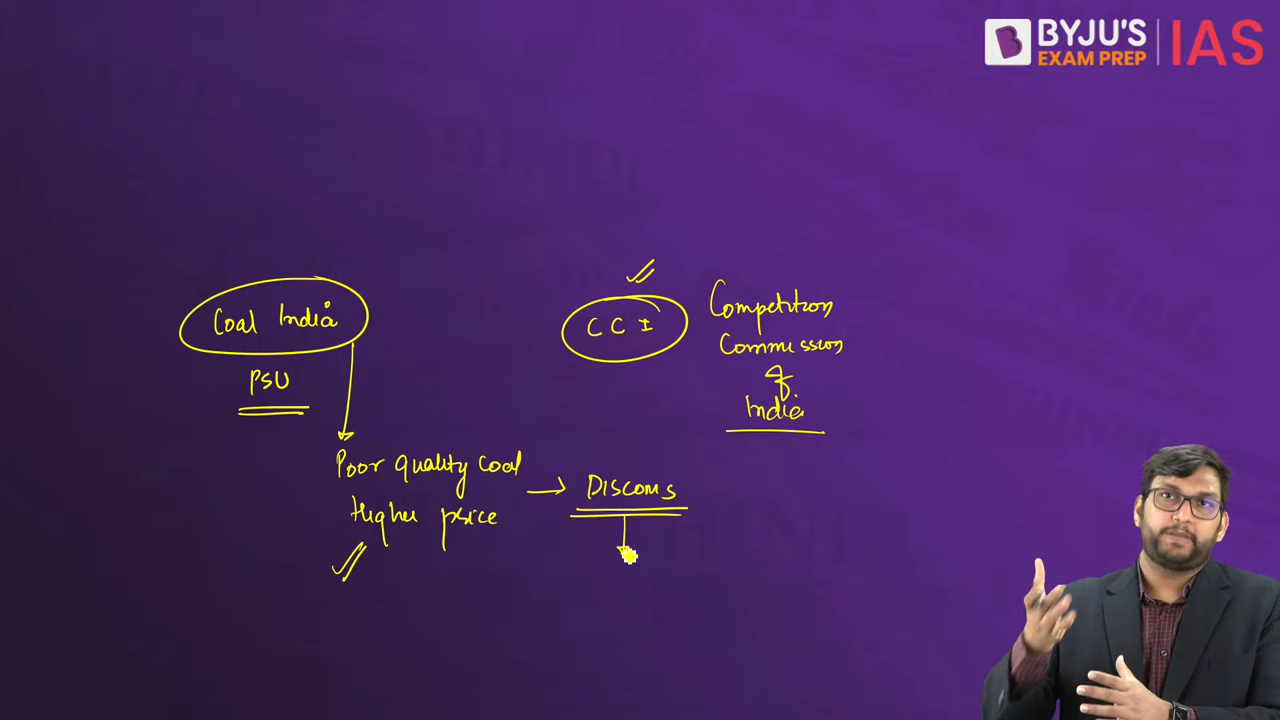 BYJU'S
EXAM PREP
IAS
Coal India
PSU
CCI
Competition
Commission
of
India
Poor quality coal
Higher price
DISCOMs